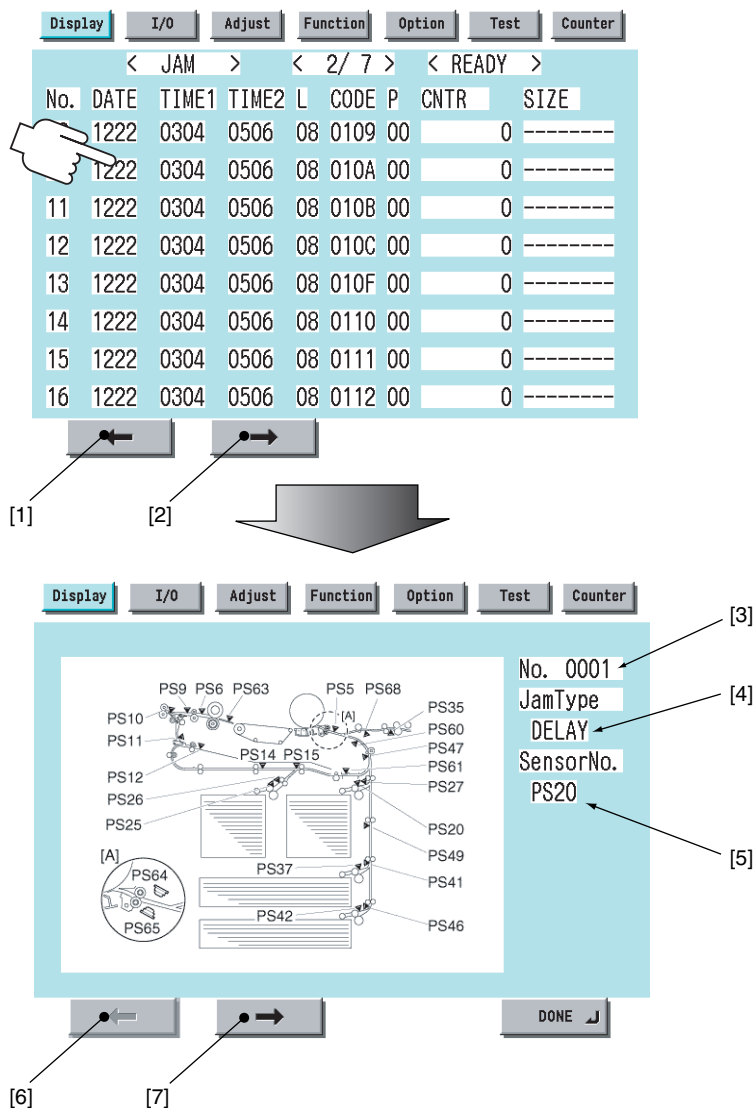 Display I/O Adjust Function Option Test Counter
< JAM > < 2/ 7 > < READY >
No. DATE TIME1 TIME2 L CODE P CNTR SIZE
1222 0304 0506 08 0109 00 0 --------
1222 0304 0506 08 010A 00 0 --------
11 1222 0304 0506 08 010B 00 0 --------
12 1222 0304 0506 08 010C 00 0 --------
13 1222 0304 0506 08 010F 00 0 --------
14 1222 0304 0506 08 0110 00 0 --------
15 1222 0304 0506 08 0111 00 0 --------
16 1222 0304 0506 08 0112 00 0 --------
[1] [2]
Display I/O Adjust Function Option Test Counter
[3]
No. 0001
[4]
JamType
DELAY
SensorNo.
PS20
[5]
PS9 PS6 PS63 PS5 PS68
PS35
PS10 [A]
PS60
PS11
PS47
PS14 PS15
PS61
PS12
PS27
PS26
PS25
PS20
PS49
[A]
PS64
PS37
PS41
PS42
PS65
PS46
DONE
[6] [7]